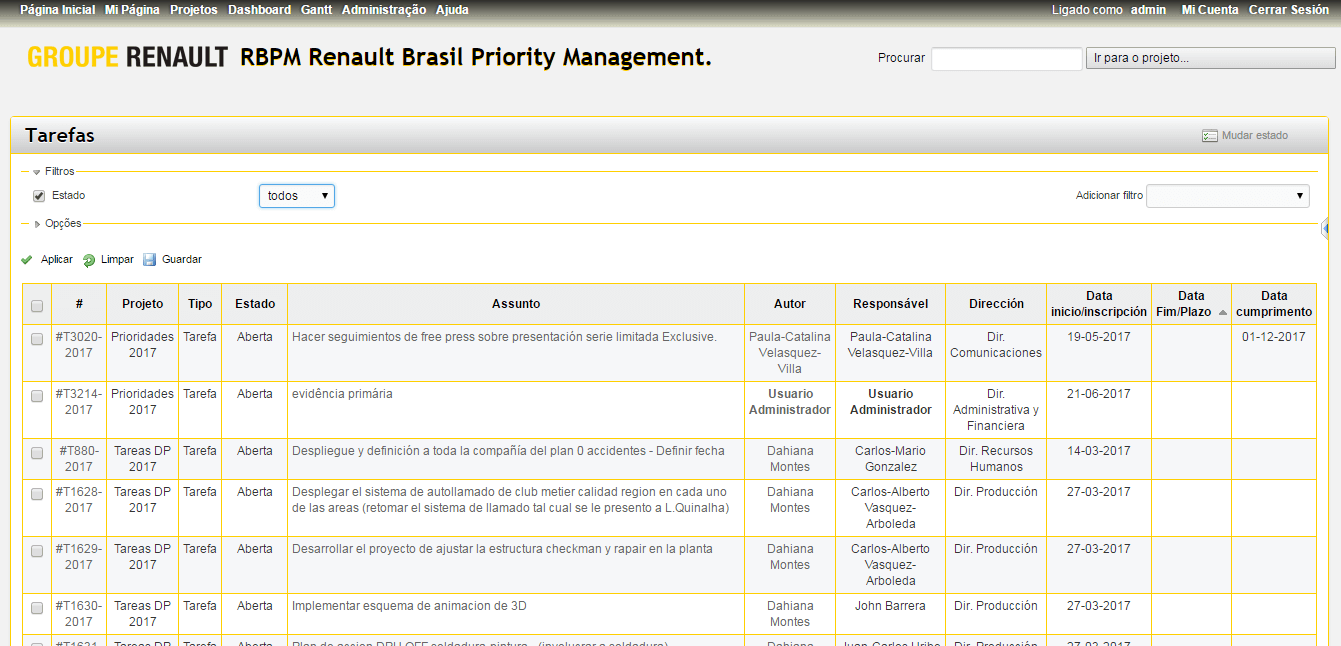 Página Inicial Mi Página Projetos Dashboard Gantt Administração Ajuda Ligado como admin Mi Cuenta Cerrar Sesión
GROUPE RENAULT RBPM Renault Brasil Priority Management. Procurar Ir para o projeto...
Tarefas Mudar estado
Filtros
Estado todos Adicionar filtro
Opções
Aplicar Limpar Guardar
# Projeto Tipo Estado Assunto Autor Responsável Dirección Data inicio/inscripción Data Fim/Plazo Data cumprimento
#T3020-2017 Prioridades 2017 Tarefa Aberta Hacer seguimientos de free press sobre presentación serie limitada Exclusive. Paula-Catalina Velasquez-Villa Paula-Catalina Velasquez-Villa Dir. Comunicaciones 19-05-2017 01-12-2017
#T3214-2017 Prioridades 2017 Tarefa Aberta evidência primária Usuario Administrador Usuario Administrador Dir. Administrativa y Financiera 21-06-2017
#T880-2017 Tareas DP 2017 Tarefa Aberta Despliegue y definición a toda la compañía del plan 0 accidentes - Definir fecha Dahiana Montes Carlos-Mario Gonzalez Dir. Recursos Humanos 14-03-2017
#T1628-2017 Tareas DP 2017 Tarefa Aberta Desplegar el sistema de autollamado de club metier calidad region en cada uno de las areas (retomar el sistema de llamado tal cual se le presento a L.Quinalha) Dahiana Montes Carlos-Alberto Vasquez-Arboleda Dir. Producción 27-03-2017
#T1629-2017 Tareas DP 2017 Tarefa Aberta Desarrollar el proyecto de ajustar la estructura checkman y rapair en la planta Dahiana Montes Carlos-Alberto Vasquez-Arboleda Dir. Producción 27-03-2017
#T1630-2017 Tareas DP 2017 Tarefa Aberta Implementar esquema de animacion de 3D Dahiana Montes John Barrera Dir. Producción 27-03-2017
#T1631- Tareas DP Tarefa Aberta Plan de accion DPU OFF soldadura-pintura (involucrar a soldadura) Dahiana Juan-Carlos Uribe Dir. Producción 27-03-2017